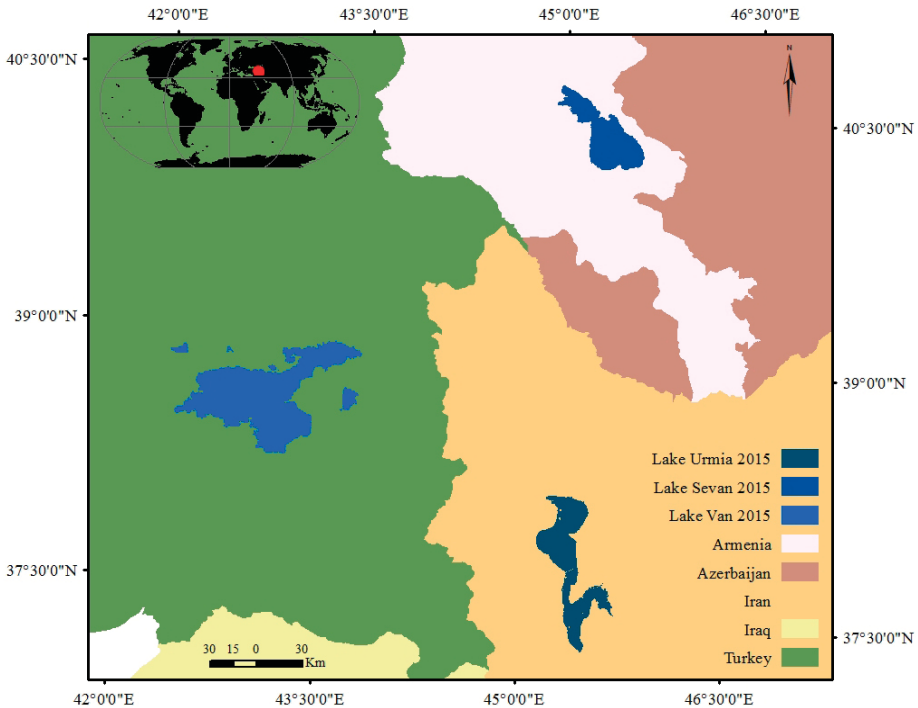 42°0'0"E 43°30'0"E 45°0'0"E 46°30'0"E
40°30'0"N
N
40°30'0"N
39°0'0"N
39°0'0"N
Lake Urmia 2015
Lake Sevan 2015
Lake Van 2015
Armenia
Azerbaijan
Iran
Iraq
Turkey
37°30'0"N
37°30'0"N
30 15 0 30
Km
42°0'0"E 43°30'0"E 45°0'0"E 46°30'0"E